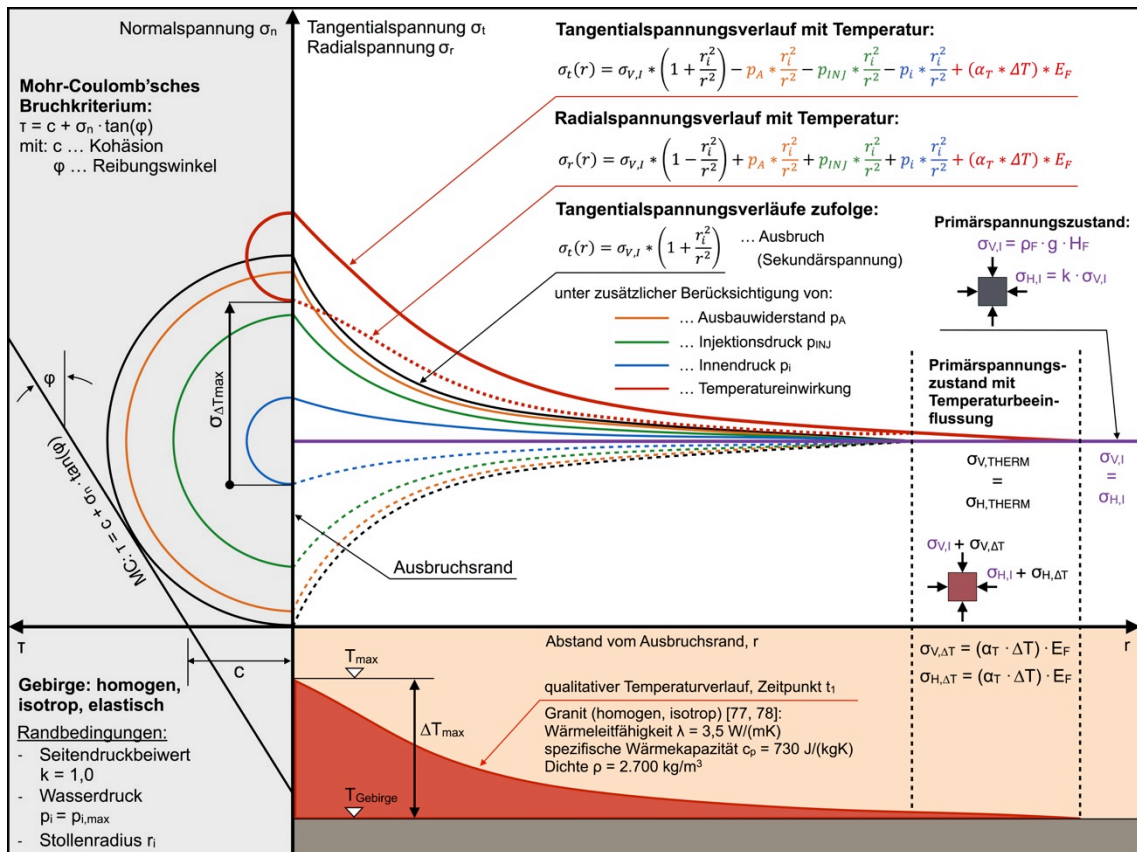 Normalspannung σn
Tangentialspannung σt
Radialspannung σr
Mohr-Coulomb'sches
Bruchkriterium:
τ = c + σn · tan(φ)
mit: c … Kohäsion
φ … Reibungswinkel
Tangentialspannungsverlauf mit Temperatur:
σt(r) = σV,I * (1 + ri²/r²) − pA * ri²/r² − pINJ * ri²/r² − pi * ri²/r² + (αT * ΔT) * EF
Radialspannungsverlauf mit Temperatur:
σr(r) = σV,I * (1 − ri²/r²) + pA * ri²/r² + pINJ * ri²/r² + pi * ri²/r² + (αT * ΔT) * EF
Tangentialspannungsverläufe zufolge:
σt(r) = σV,I * (1 + ri²/r²) … Ausbruch
(Sekundärspannung)
unter zusätzlicher Berücksichtigung von:
… Ausbauwiderstand pA
… Injektionsdruck pINJ
… Innendruck pi
… Temperatureinwirkung
Primärspannungszustand:
σV,I = ρF · g · HF
σH,I = k · σV,I
Primärspannungs-
zustand mit
Temperaturbeein-
flussung
σV,THERM
=
σH,THERM
σV,I
=
σH,I
σV,I + σV,ΔT
σH,I + σH,ΔT
φ
σΔTmax
MC: τ = c + σn · tan(φ)
Ausbruchsrand
τ
c
Abstand vom Ausbruchsrand, r
r
σV,ΔT = (αT · ΔT) · EF
σH,ΔT = (αT · ΔT) · EF
Tmax
ΔTmax
TGebirge
qualitativer Temperaturverlauf, Zeitpunkt t1
Granit (homogen, isotrop) [77, 78]:
Wärmeleitfähigkeit λ = 3,5 W/(mK)
spezifische Wärmekapazität cp = 730 J/(kgK)
Dichte ρ = 2.700 kg/m³
Gebirge: homogen,
isotrop, elastisch
Randbedingungen:
- Seitendruckbeiwert
k = 1,0
- Wasserdruck
pi = pi,max
- Stollenradius ri